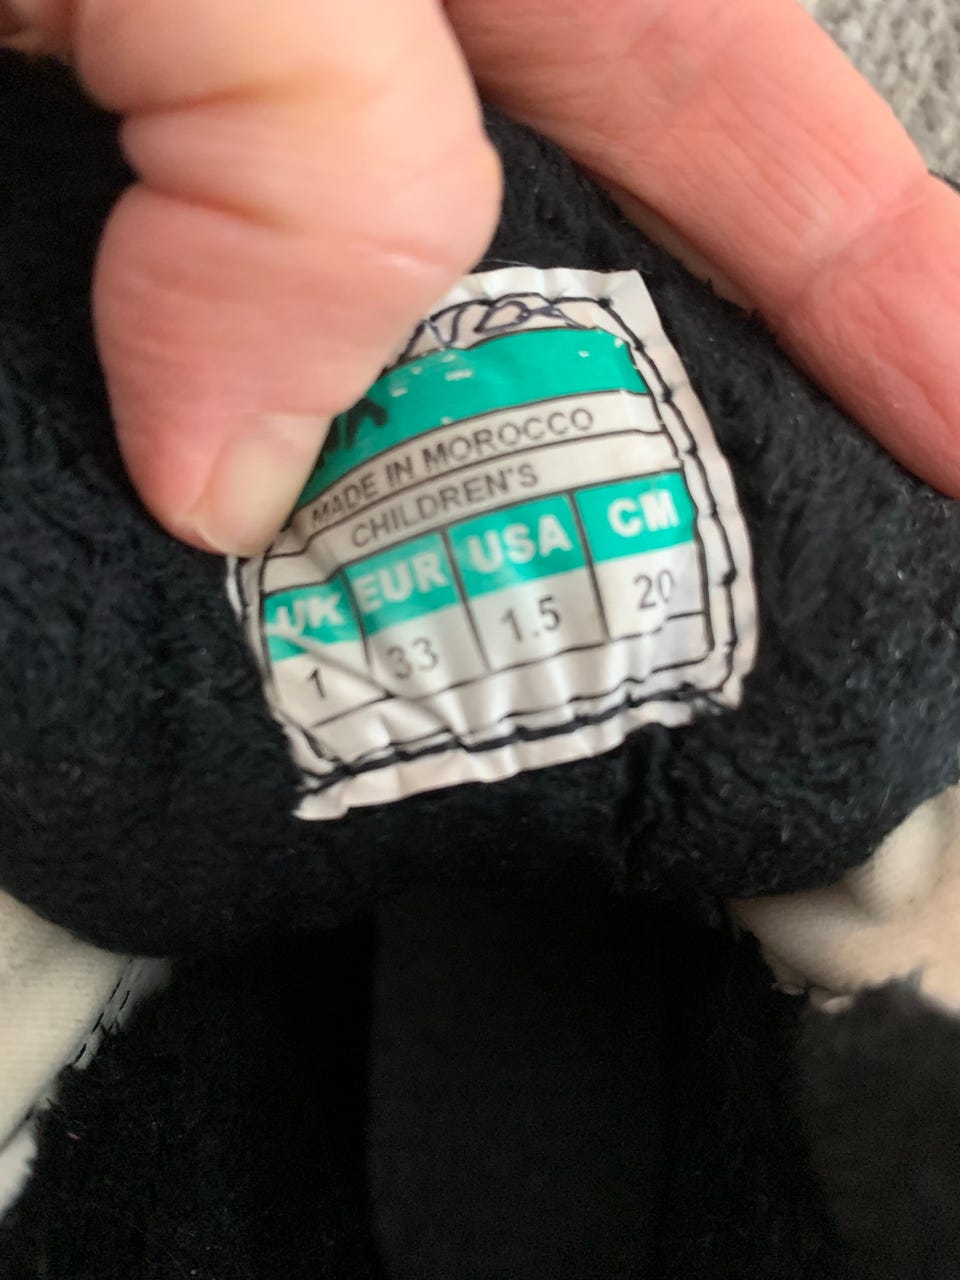 MADE IN MOROCCO
CHILDREN'S
UK EUR USA CM
1 33 1.5 20